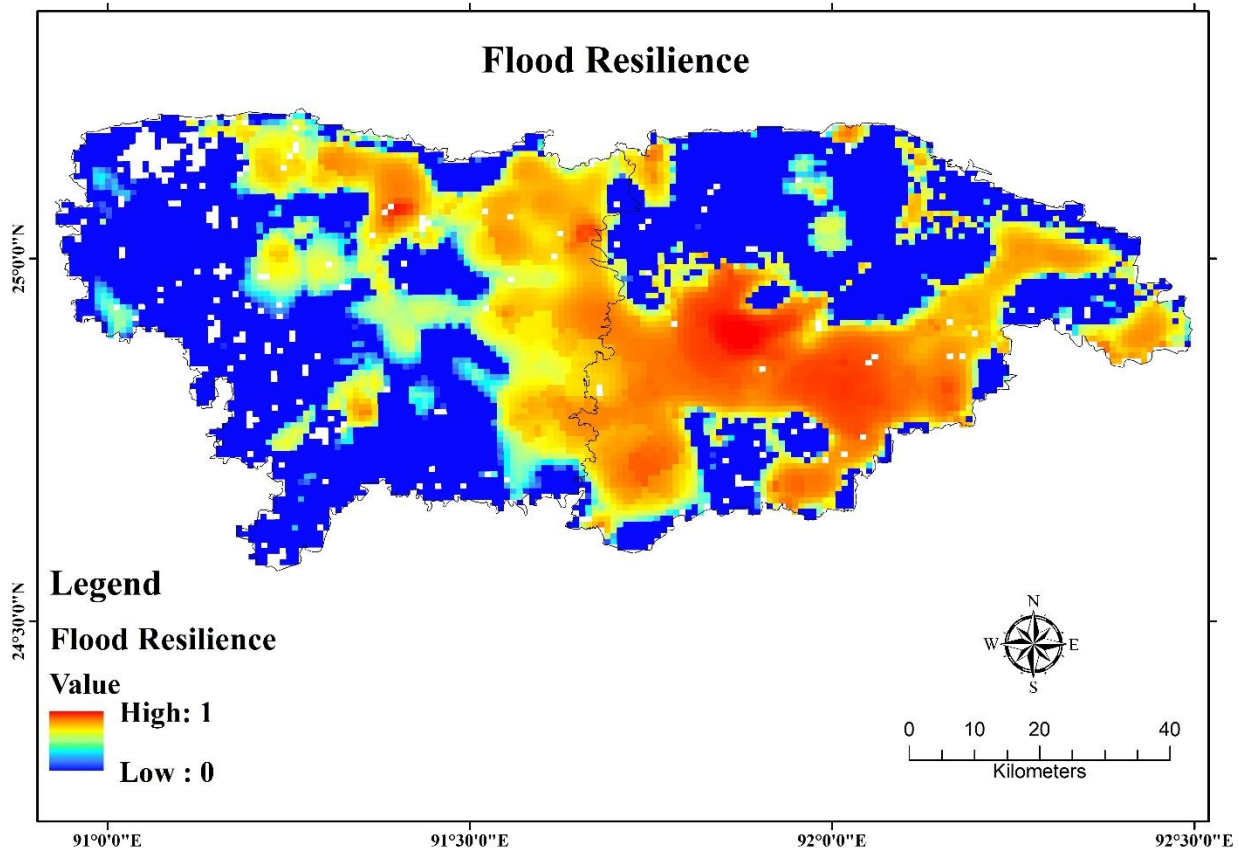 Flood Resilience
25°0'0"N
24°30'0"N
Legend
Flood Resilience
Value
High: 1
Low : 0
N
W E
S
0 10 20 40
Kilometers
91°0'0"E 91°30'0"E 92°0'0"E 92°30'0"E